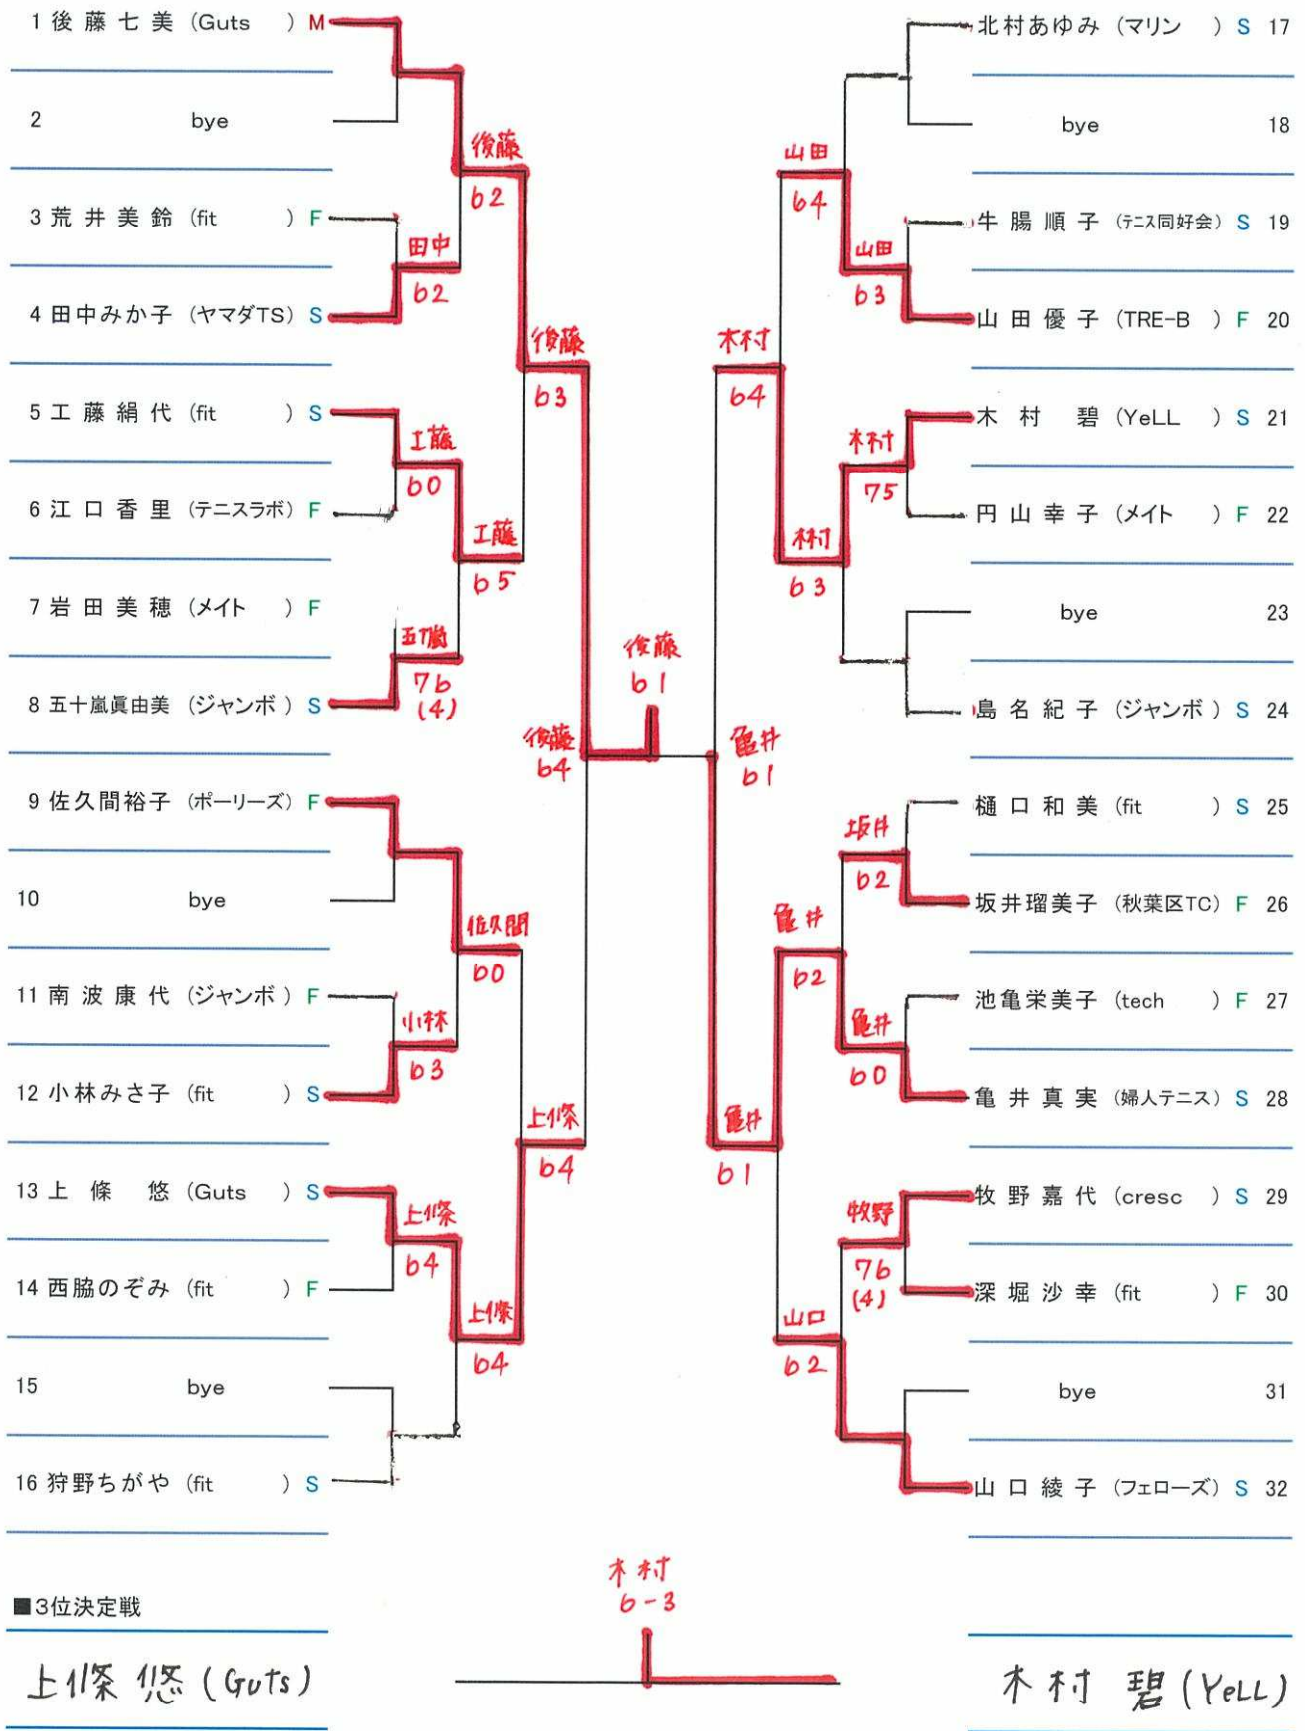 1 後藤七美 (Guts) M
2 bye
後藤
62
3 荒井美鈴 (fit) F
田中
62
4 田中みか子 (ヤマダTS) S
後藤
63
5 工藤絹代 (fit) S
工藤
60
6 江口香里 (テニスラボ) F
工藤
65
7 岩田美穂 (メイト) F
五十嵐
76
(4)
8 五十嵐眞由美 (ジャンボ) S
後藤
64
9 佐久間裕子 (ポーリーズ) F
10 bye
佐久間
60
11 南波康代 (ジャンボ) F
小林
63
12 小林みさ子 (fit) S
上條
64
13 上條 悠 (Guts) S
上條
64
14 西脇のぞみ (fit) F
上條
64
15 bye
16 狩野ちがや (fit) S
後藤
61
北村あゆみ (マリン) S 17
bye 18
山田
64
牛腸順子 (テニス同好会) S 19
山田
63
山田優子 (TRE-B) F 20
木村
64
木村 碧 (YeLL) S 21
木村
75
円山幸子 (メイト) F 22
木村
63
bye 23
島名紀子 (ジャンボ) S 24
亀井
61
樋口和美 (fit) S 25
坂井
62
坂井瑠美子 (秋葉区TC) F 26
亀井
62
池亀栄美子 (tech) F 27
亀井
60
亀井真実 (婦人テニス) S 28
亀井
61
牧野嘉代 (cresc) S 29
牧野
76
(4)
深堀沙幸 (fit) F 30
山口
62
bye 31
山口綾子 (フェローズ) S 32
■3位決定戦
木村
6-3
上條 悠 (Guts)
木村 碧 (YeLL)